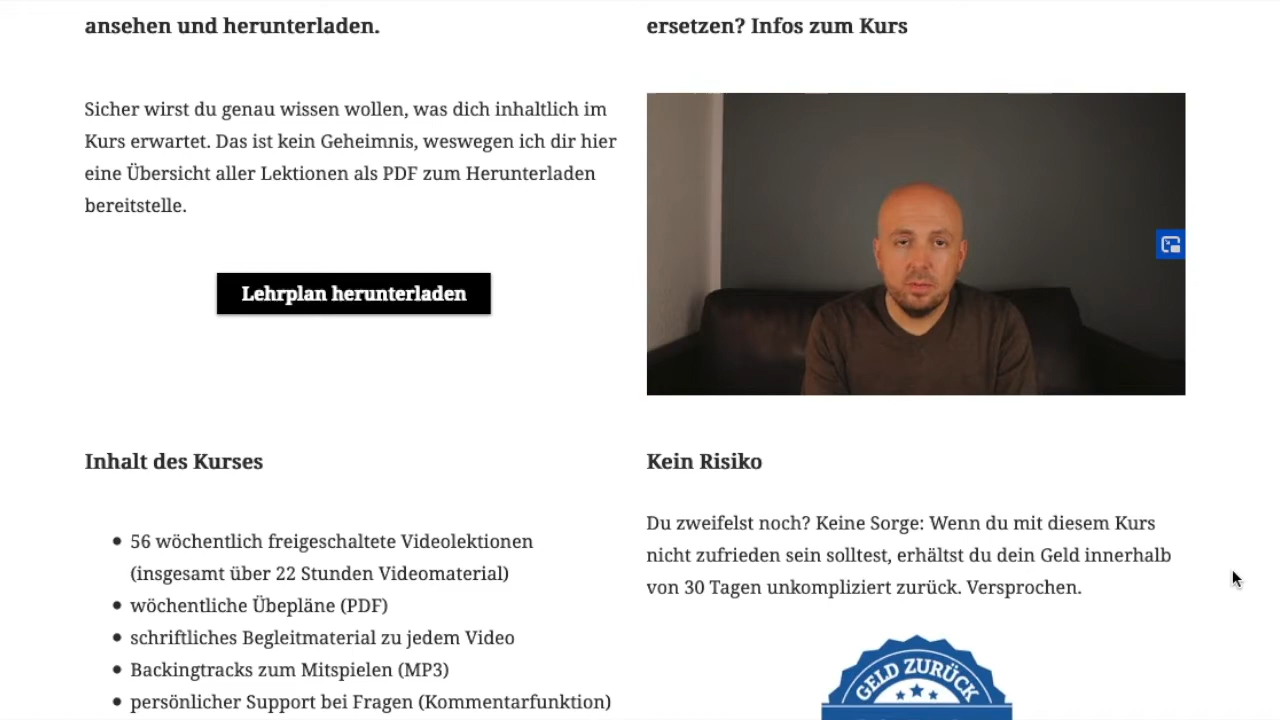 ansehen und herunterladen.
Sicher wirst du genau wissen wollen, was dich inhaltlich im
Kurs erwartet. Das ist kein Geheimnis, weswegen ich dir hier
eine Übersicht aller Lektionen als PDF zum Herunterladen
bereitstelle.
Lehrplan herunterladen
ersetzen? Infos zum Kurs
Inhalt des Kurses
56 wöchentlich freigeschaltete Videolektionen
(insgesamt über 22 Stunden Videomaterial)
wöchentliche Übepläne (PDF)
schriftliches Begleitmaterial zu jedem Video
Backingtracks zum Mitspielen (MP3)
persönlicher Support bei Fragen (Kommentarfunktion)
Kein Risiko
Du zweifelst noch? Keine Sorge: Wenn du mit diesem Kurs
nicht zufrieden sein solltest, erhältst du dein Geld innerhalb
von 30 Tagen unkompliziert zurück. Versprochen.
GELD ZURÜCK